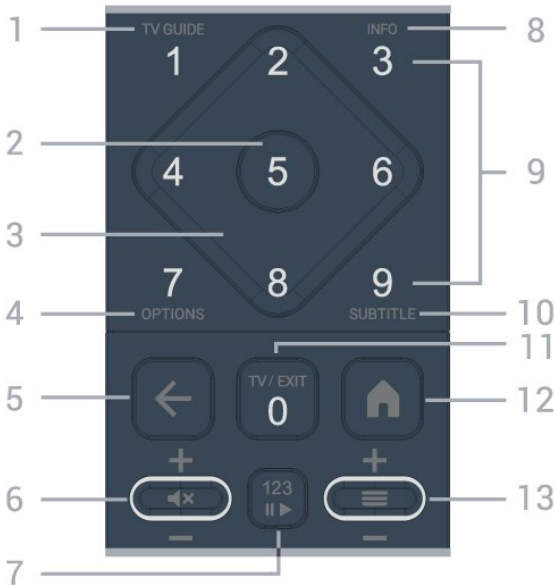 1 TV GUIDE INFO 8
1 2 3
2 4 5 6 9
3
7 8 9
4 OPTIONS SUBTITLE 10
11
TV / EXIT
5 0 12
+ +
6 123 13
- -
7